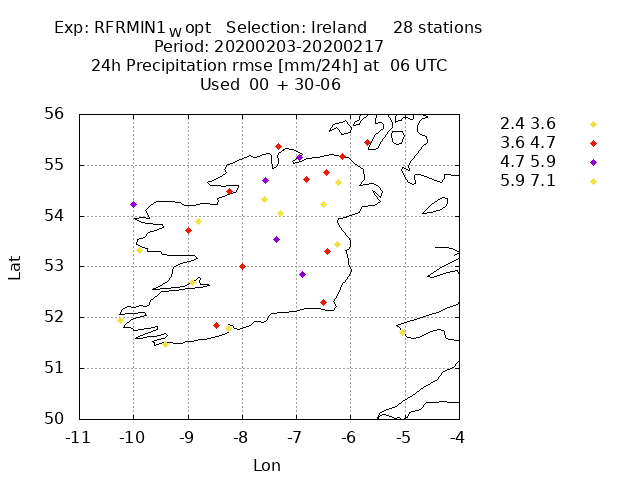 Exp: RFRMIN1_W opt Selection: Ireland 28 stations
Period: 20200203-20200217
24h Precipitation rmse [mm/24h] at 06 UTC
Used 00 + 30-06
56
55
54
53
52
51
50
-11 -10 -9 -8 -7 -6 -5 -4
Lat
Lon
2.4 3.6
3.6 4.7
4.7 5.9
5.9 7.1